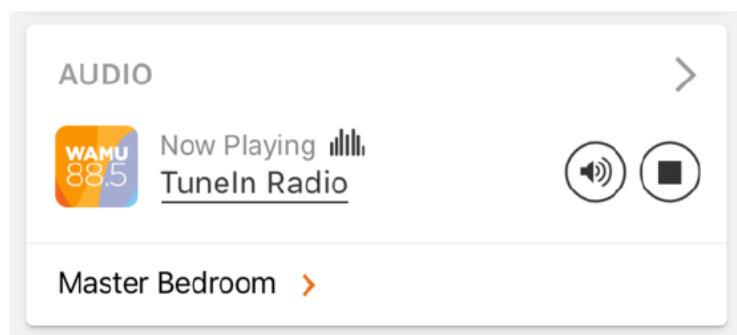 AUDIO
WAMU
88.5
Now Playing
TuneIn Radio
Master Bedroom